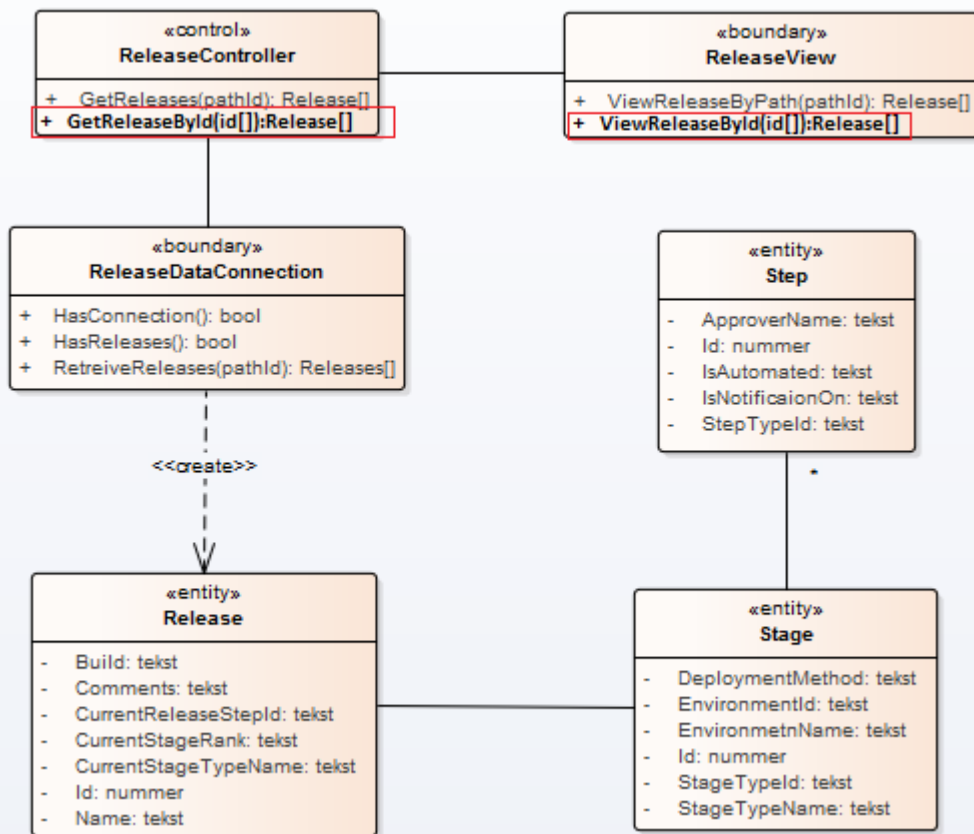 «control»
ReleaseController
+ GetReleases(pathId): Release[]
+ GetReleaseById(id[]):Release[]
«boundary»
ReleaseView
+ ViewReleaseByPath(pathId): Release[]
+ ViewReleaseById(id[]):Release[]
«boundary»
ReleaseDataConnection
+ HasConnection(): bool
+ HasReleases(): bool
+ RetreiveReleases(pathId): Releases[]
«entity»
Step
- ApproverName: tekst
- Id: nummer
- IsAutomated: tekst
- IsNotificaionOn: tekst
- StepTypeId: tekst
<<create>>
*
«entity»
Release
- Build: tekst
- Comments: tekst
- CurrentReleaseStepId: tekst
- CurrentStageRank: tekst
- CurrentStageTypeName: tekst
- Id: nummer
- Name: tekst
«entity»
Stage
- DeploymentMethod: tekst
- EnvironmentId: tekst
- EnvironmetnName: tekst
- Id: nummer
- StageTypeId: tekst
- StageTypeName: tekst